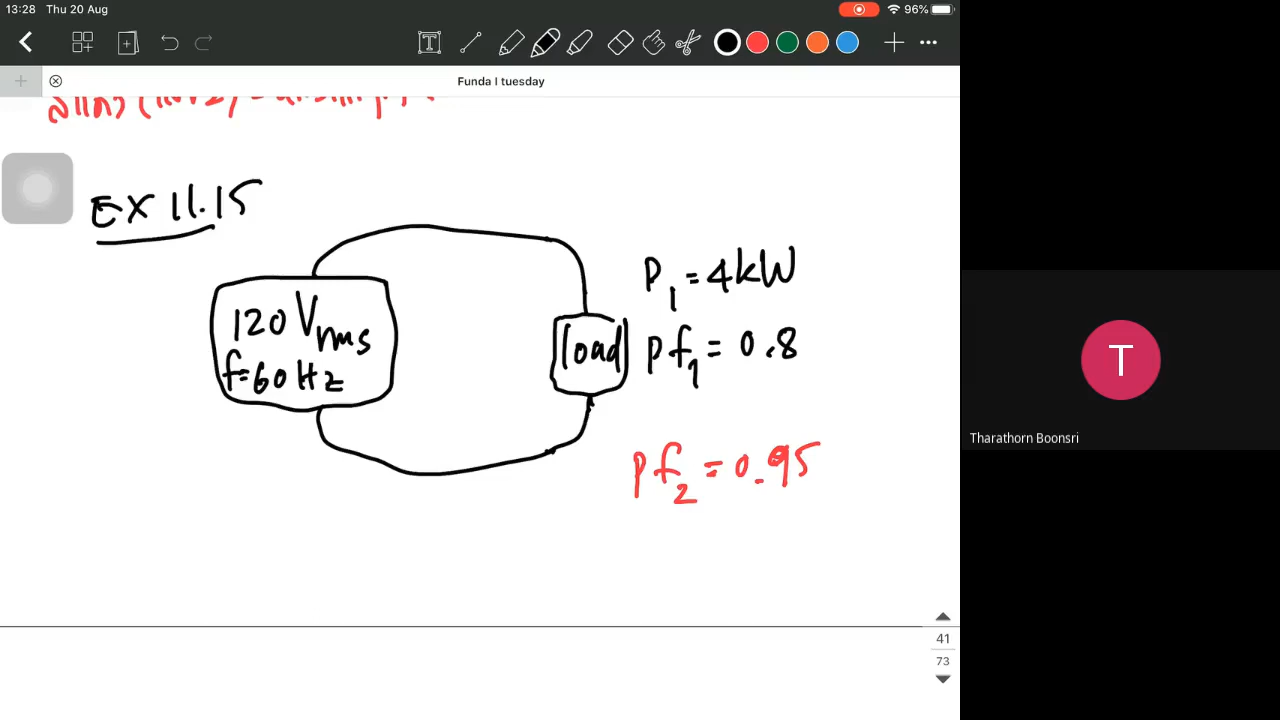 13:28 Thu 20 Aug
96%
Funda I tuesday
EX 11.15
120 Vrms
f=60Hz
load
P1 = 4kW
pf1 = 0.8
pf2 = 0.95
T
Tharathorn Boonsri
41
73